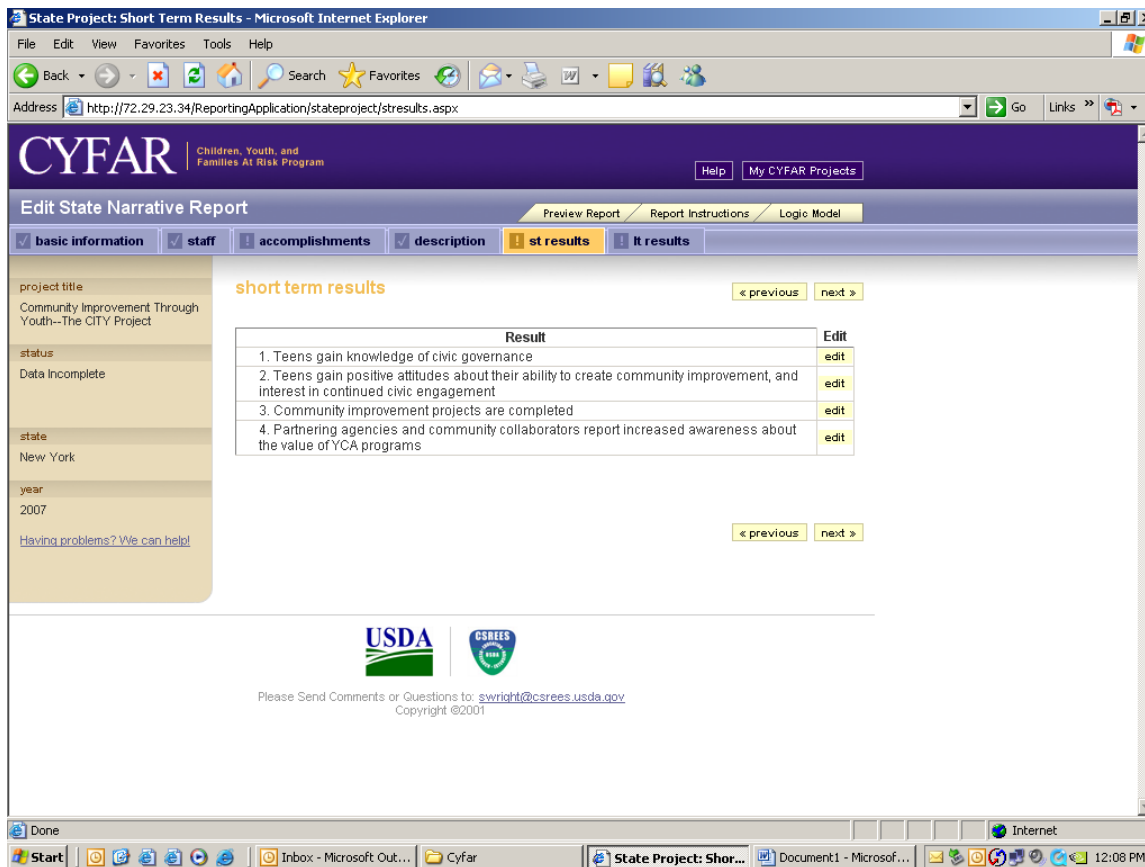 State Project: Short Term Results - Microsoft Internet Explorer
File Edit View Favorites Tools Help
Back Search Favorites
Address http://72.29.23.34/ReportingApplication/stateproject/stresults.aspx Go Links »
CYFAR Children, Youth, and
Families At Risk Program
Help My CYFAR Projects
Edit State Narrative Report
Preview Report Report Instructions Logic Model
basic information staff accomplishments description st results lt results
project title
Community Improvement Through
Youth--The CITY Project
status
Data Incomplete
state
New York
year
2007
Having problems? We can help!
short term results
« previous next »
Result Edit
1. Teens gain knowledge of civic governance edit
2. Teens gain positive attitudes about their ability to create community improvement, and
interest in continued civic engagement edit
3. Community improvement projects are completed edit
4. Partnering agencies and community collaborators report increased awareness about
the value of YCA programs edit
« previous next »
USDA CSREES
Please Send Comments or Questions to: swright@csrees.usda.gov
Copyright ©2001
Done Internet
Start Inbox - Microsoft Out... Cyfar State Project: Shor... Document1 - Microsof... 12:08 PM